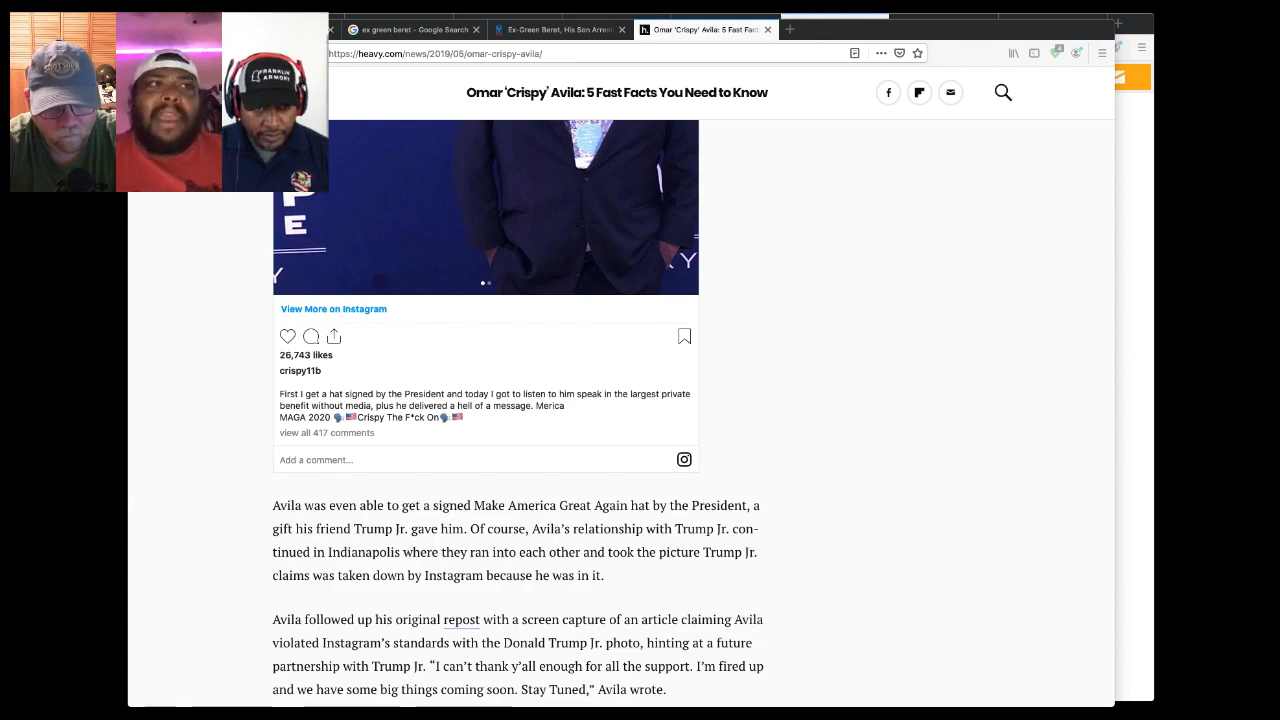 ex green beret - Google Search
Ex-Green Beret, His Son Arrest
Omar 'Crispy' Avila: 5 Fast Fact
https://heavy.com/news/2019/05/omar-crispy-avila/
Omar ‘Crispy’ Avila: 5 Fast Facts You Need to Know
FRANKLIN
ARMORY
P
E
Y
KY
View More on Instagram
26,743 likes
crispy11b
First I get a hat signed by the President and today I got to listen to him speak in the largest private
benefit without media, plus he delivered a hell of a message. Merica
MAGA 2020 🗣🇺🇸Crispy The F*ck On🗣🇺🇸
view all 417 comments
Add a comment...
Avila was even able to get a signed Make America Great Again hat by the President, a
gift his friend Trump Jr. gave him. Of course, Avila’s relationship with Trump Jr. con-
tinued in Indianapolis where they ran into each other and took the picture Trump Jr.
claims was taken down by Instagram because he was in it.
Avila followed up his original repost with a screen capture of an article claiming Avila
violated Instagram’s standards with the Donald Trump Jr. photo, hinting at a future
partnership with Trump Jr. “I can’t thank y’all enough for all the support. I’m fired up
and we have some big things coming soon. Stay Tuned,” Avila wrote.